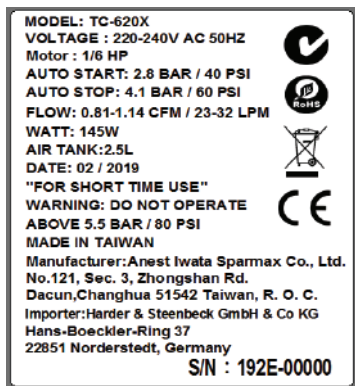 MODEL: TC-620X
VOLTAGE : 220-240V AC 50HZ
Motor : 1/6 HP
AUTO START: 2.8 BAR / 40 PSI
AUTO STOP: 4.1 BAR / 60 PSI
RoHS
FLOW: 0.81-1.14 CFM / 23-32 LPM
WATT: 145W
AIR TANK:2.5L
DATE: 02 / 2019
"FOR SHORT TIME USE"
WARNING: DO NOT OPERATE
CE
ABOVE 5.5 BAR / 80 PSI
MADE IN TAIWAN
Manufacturer:Anest Iwata Sparmax Co., Ltd.
No.121, Sec. 3, Zhongshan Rd.
Dacun,Changhua 51542 Taiwan, R. O. C.
Importer:Harder & Steenbeck GmbH & Co KG
Hans-Boeckler-Ring 37
22851 Norderstedt, Germany
S/N : 192E-00000